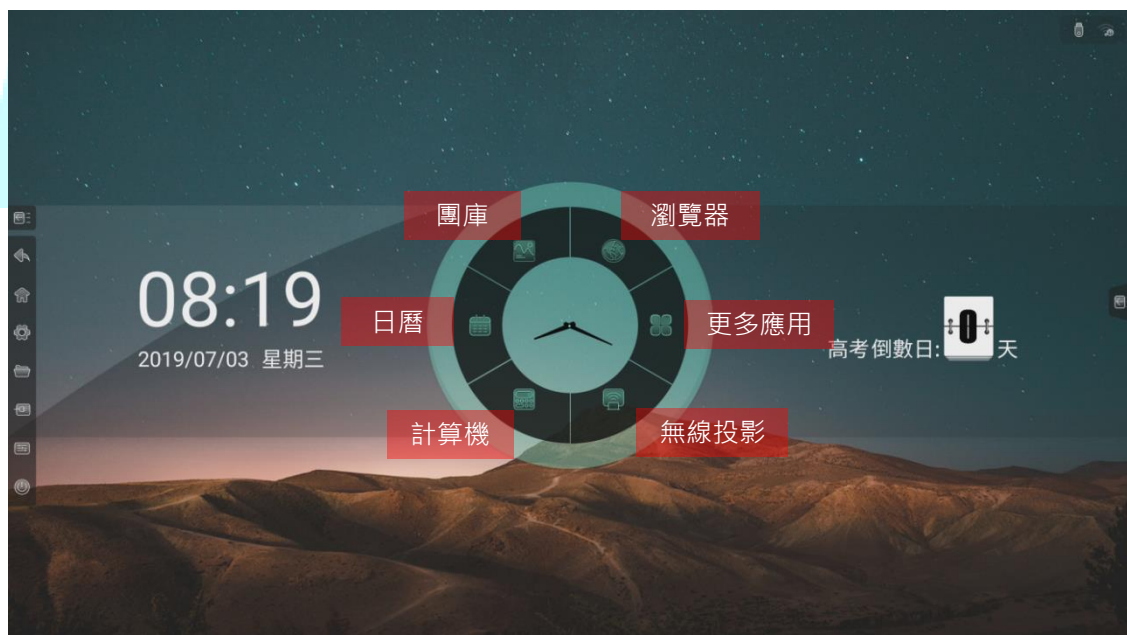 團庫
瀏覽器
08:19
日曆
更多應用
2019/07/03 星期三
高考倒數日:0天
計算機
無線投影